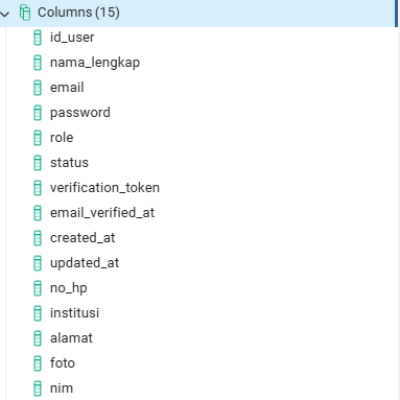 Columns (15)
id_user
nama_lengkap
email
password
role
status
verification_token
email_verified_at
created_at
updated_at
no_hp
institusi
alamat
foto
nim